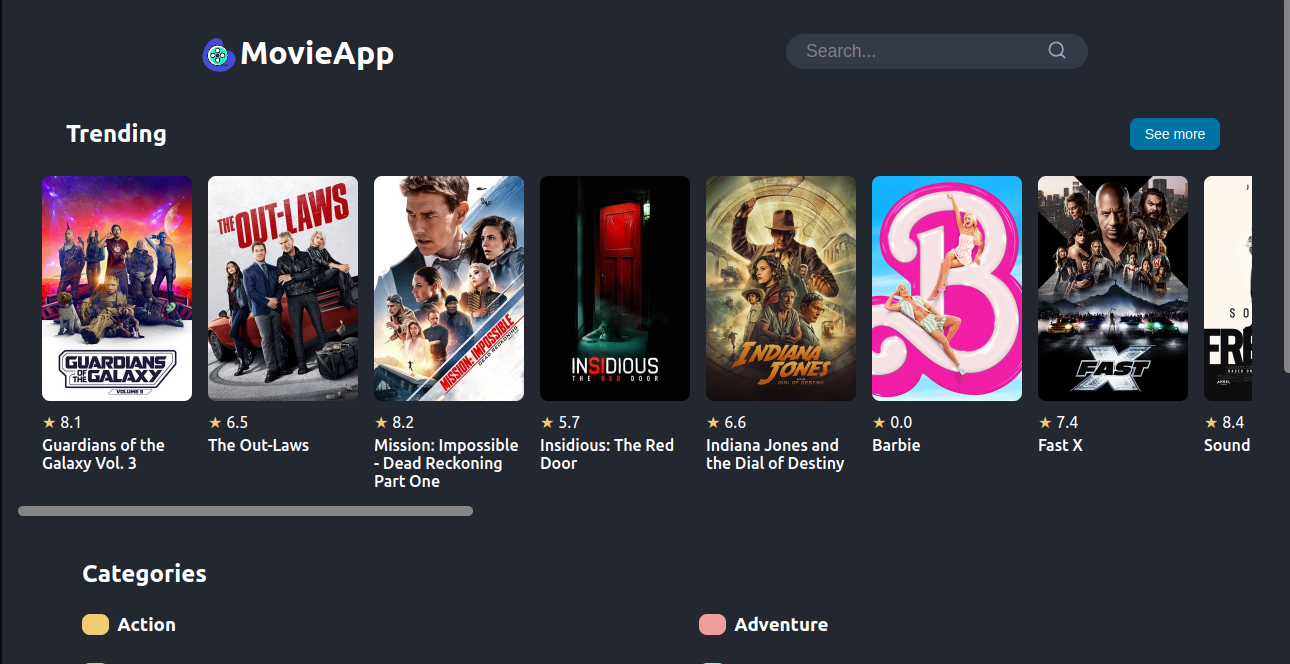 MovieApp
Search...
Trending
See more
GUARDIANS
OF THE
GALAXY
VOLUME 3
THE OUT-LAWS
MISSION: IMPOSSIBLE
DEAD RECKONING
INSIDIOUS
THE RED DOOR
INDIANA
JONES
AND THE
DIAL OF DESTINY
B
FAST
X
SO
FRE
★ 8.1
★ 6.5
★ 8.2
★ 5.7
★ 6.6
★ 0.0
★ 7.4
★ 8.4
Guardians of the
Galaxy Vol. 3
The Out-Laws
Mission: Impossible
- Dead Reckoning
Part One
Insidious: The Red
Door
Indiana Jones and
the Dial of Destiny
Barbie
Fast X
Sound
Categories
Action
Adventure